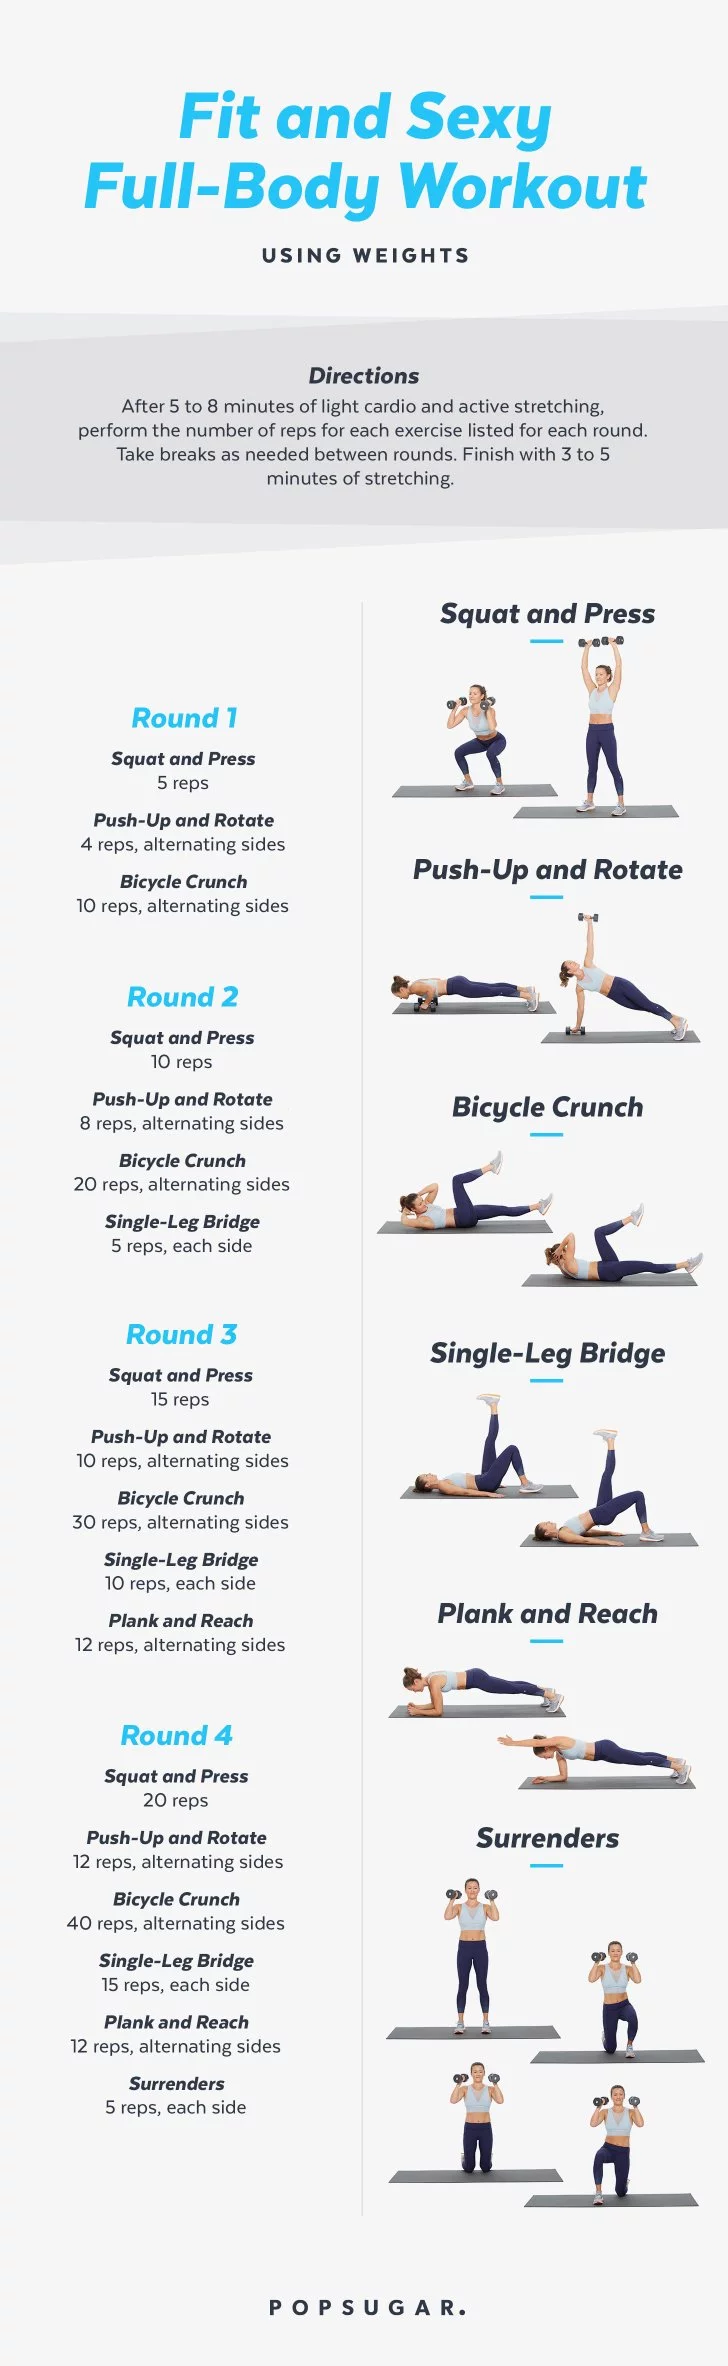 Fit and Sexy
Full-Body Workout
USING WEIGHTS
Directions
After 5 to 8 minutes of light cardio and active stretching,
perform the number of reps for each exercise listed for each round.
Take breaks as needed between rounds. Finish with 3 to 5
minutes of stretching.
Round 1
Squat and Press
5 reps
Push-Up and Rotate
4 reps, alternating sides
Bicycle Crunch
10 reps, alternating sides
Round 2
Squat and Press
10 reps
Push-Up and Rotate
8 reps, alternating sides
Bicycle Crunch
20 reps, alternating sides
Single-Leg Bridge
5 reps, each side
Round 3
Squat and Press
15 reps
Push-Up and Rotate
10 reps, alternating sides
Bicycle Crunch
30 reps, alternating sides
Single-Leg Bridge
10 reps, each side
Plank and Reach
12 reps, alternating sides
Round 4
Squat and Press
20 reps
Push-Up and Rotate
12 reps, alternating sides
Bicycle Crunch
40 reps, alternating sides
Single-Leg Bridge
15 reps, each side
Plank and Reach
12 reps, alternating sides
Surrenders
5 reps, each side
Squat and Press
Push-Up and Rotate
Bicycle Crunch
Single-Leg Bridge
Plank and Reach
Surrenders
POPSUGAR.